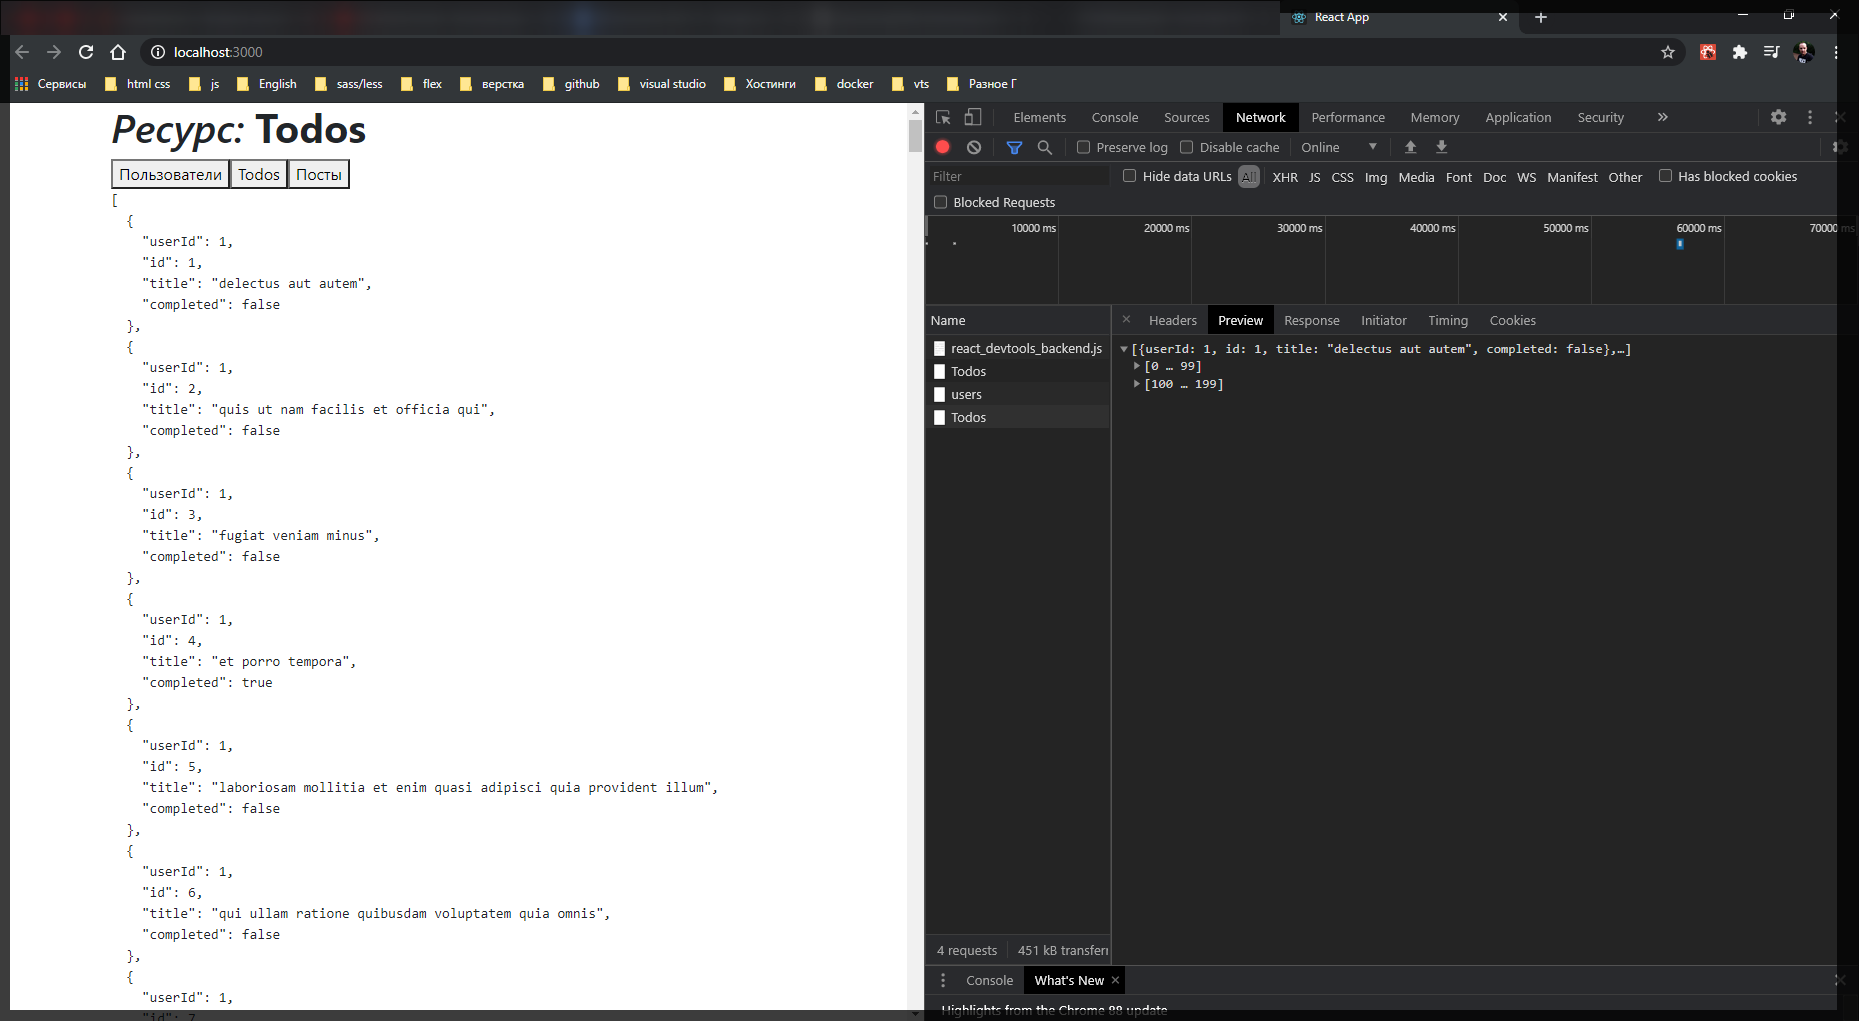 React App
localhost:3000
Сервисы html css js English sass/less flex верстка github visual studio Хостинги docker vts Разное Г
Ресурс: Todos
Пользователи Todos Посты
[
{
"userId": 1,
"id": 1,
"title": "delectus aut autem",
"completed": false
},
{
"userId": 1,
"id": 2,
"title": "quis ut nam facilis et officia qui",
"completed": false
},
{
"userId": 1,
"id": 3,
"title": "fugiat veniam minus",
"completed": false
},
{
"userId": 1,
"id": 4,
"title": "et porro tempora",
"completed": true
},
{
"userId": 1,
"id": 5,
"title": "laboriosam mollitia et enim quasi adipisci quia provident illum",
"completed": false
},
{
"userId": 1,
"id": 6,
"title": "qui ullam ratione quibusdam voluptatem quia omnis",
"completed": false
},
{
"userId": 1,
"id": 7,
Elements Console Sources Network Performance Memory Application Security »
Preserve log Disable cache Online
Filter Hide data URLs All XHR JS CSS Img Media Font Doc WS Manifest Other Has blocked cookies
Blocked Requests
10000 ms 20000 ms 30000 ms 40000 ms 50000 ms 60000 ms 70000 ms
Name
react_devtools_backend.js
Todos
users
Todos
4 requests 451 kB transferr
Headers Preview Response Initiator Timing Cookies
[{userId: 1, id: 1, title: "delectus aut autem", completed: false},…]
[0 … 99]
[100 … 199]
Console What's New
Highlights from the Chrome 88 update